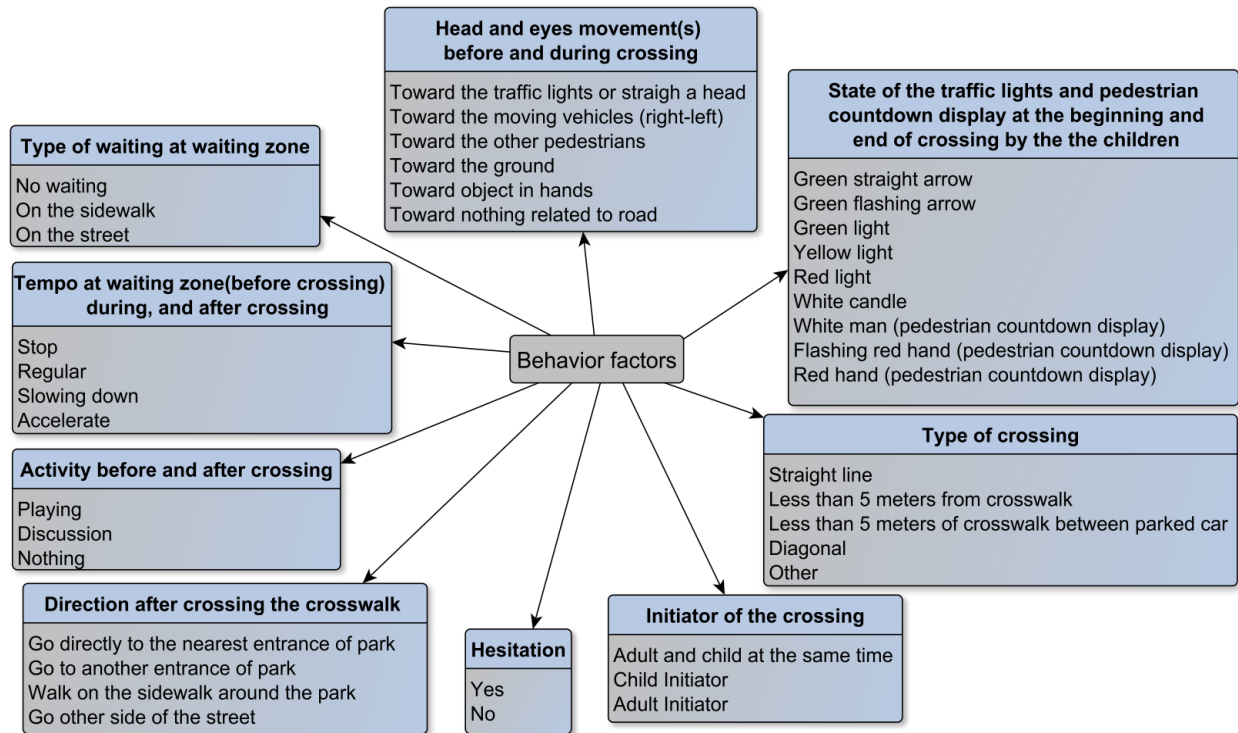 Head and eyes movement(s)
before and during crossing
Toward the traffic lights or straigh a head
Toward the moving vehicles (right-left)
Toward the other pedestrians
Toward the ground
Toward object in hands
Toward nothing related to road
State of the traffic lights and pedestrian
countdown display at the beginning and
end of crossing by the the children
Green straight arrow
Green flashing arrow
Green light
Yellow light
Red light
White candle
White man (pedestrian countdown display)
Flashing red hand (pedestrian countdown display)
Red hand (pedestrian countdown display)
Type of waiting at waiting zone
No waiting
On the sidewalk
On the street
Tempo at waiting zone(before crossing)
during, and after crossing
Stop
Regular
Slowing down
Accelerate
Behavior factors
Type of crossing
Straight line
Less than 5 meters from crosswalk
Less than 5 meters of crosswalk between parked car
Diagonal
Other
Activity before and after crossing
Playing
Discussion
Nothing
Direction after crossing the crosswalk
Go directly to the nearest entrance of park
Go to another entrance of park
Walk on the sidewalk around the park
Go other side of the street
Hesitation
Yes
No
Initiator of the crossing
Adult and child at the same time
Child Initiator
Adult Initiator